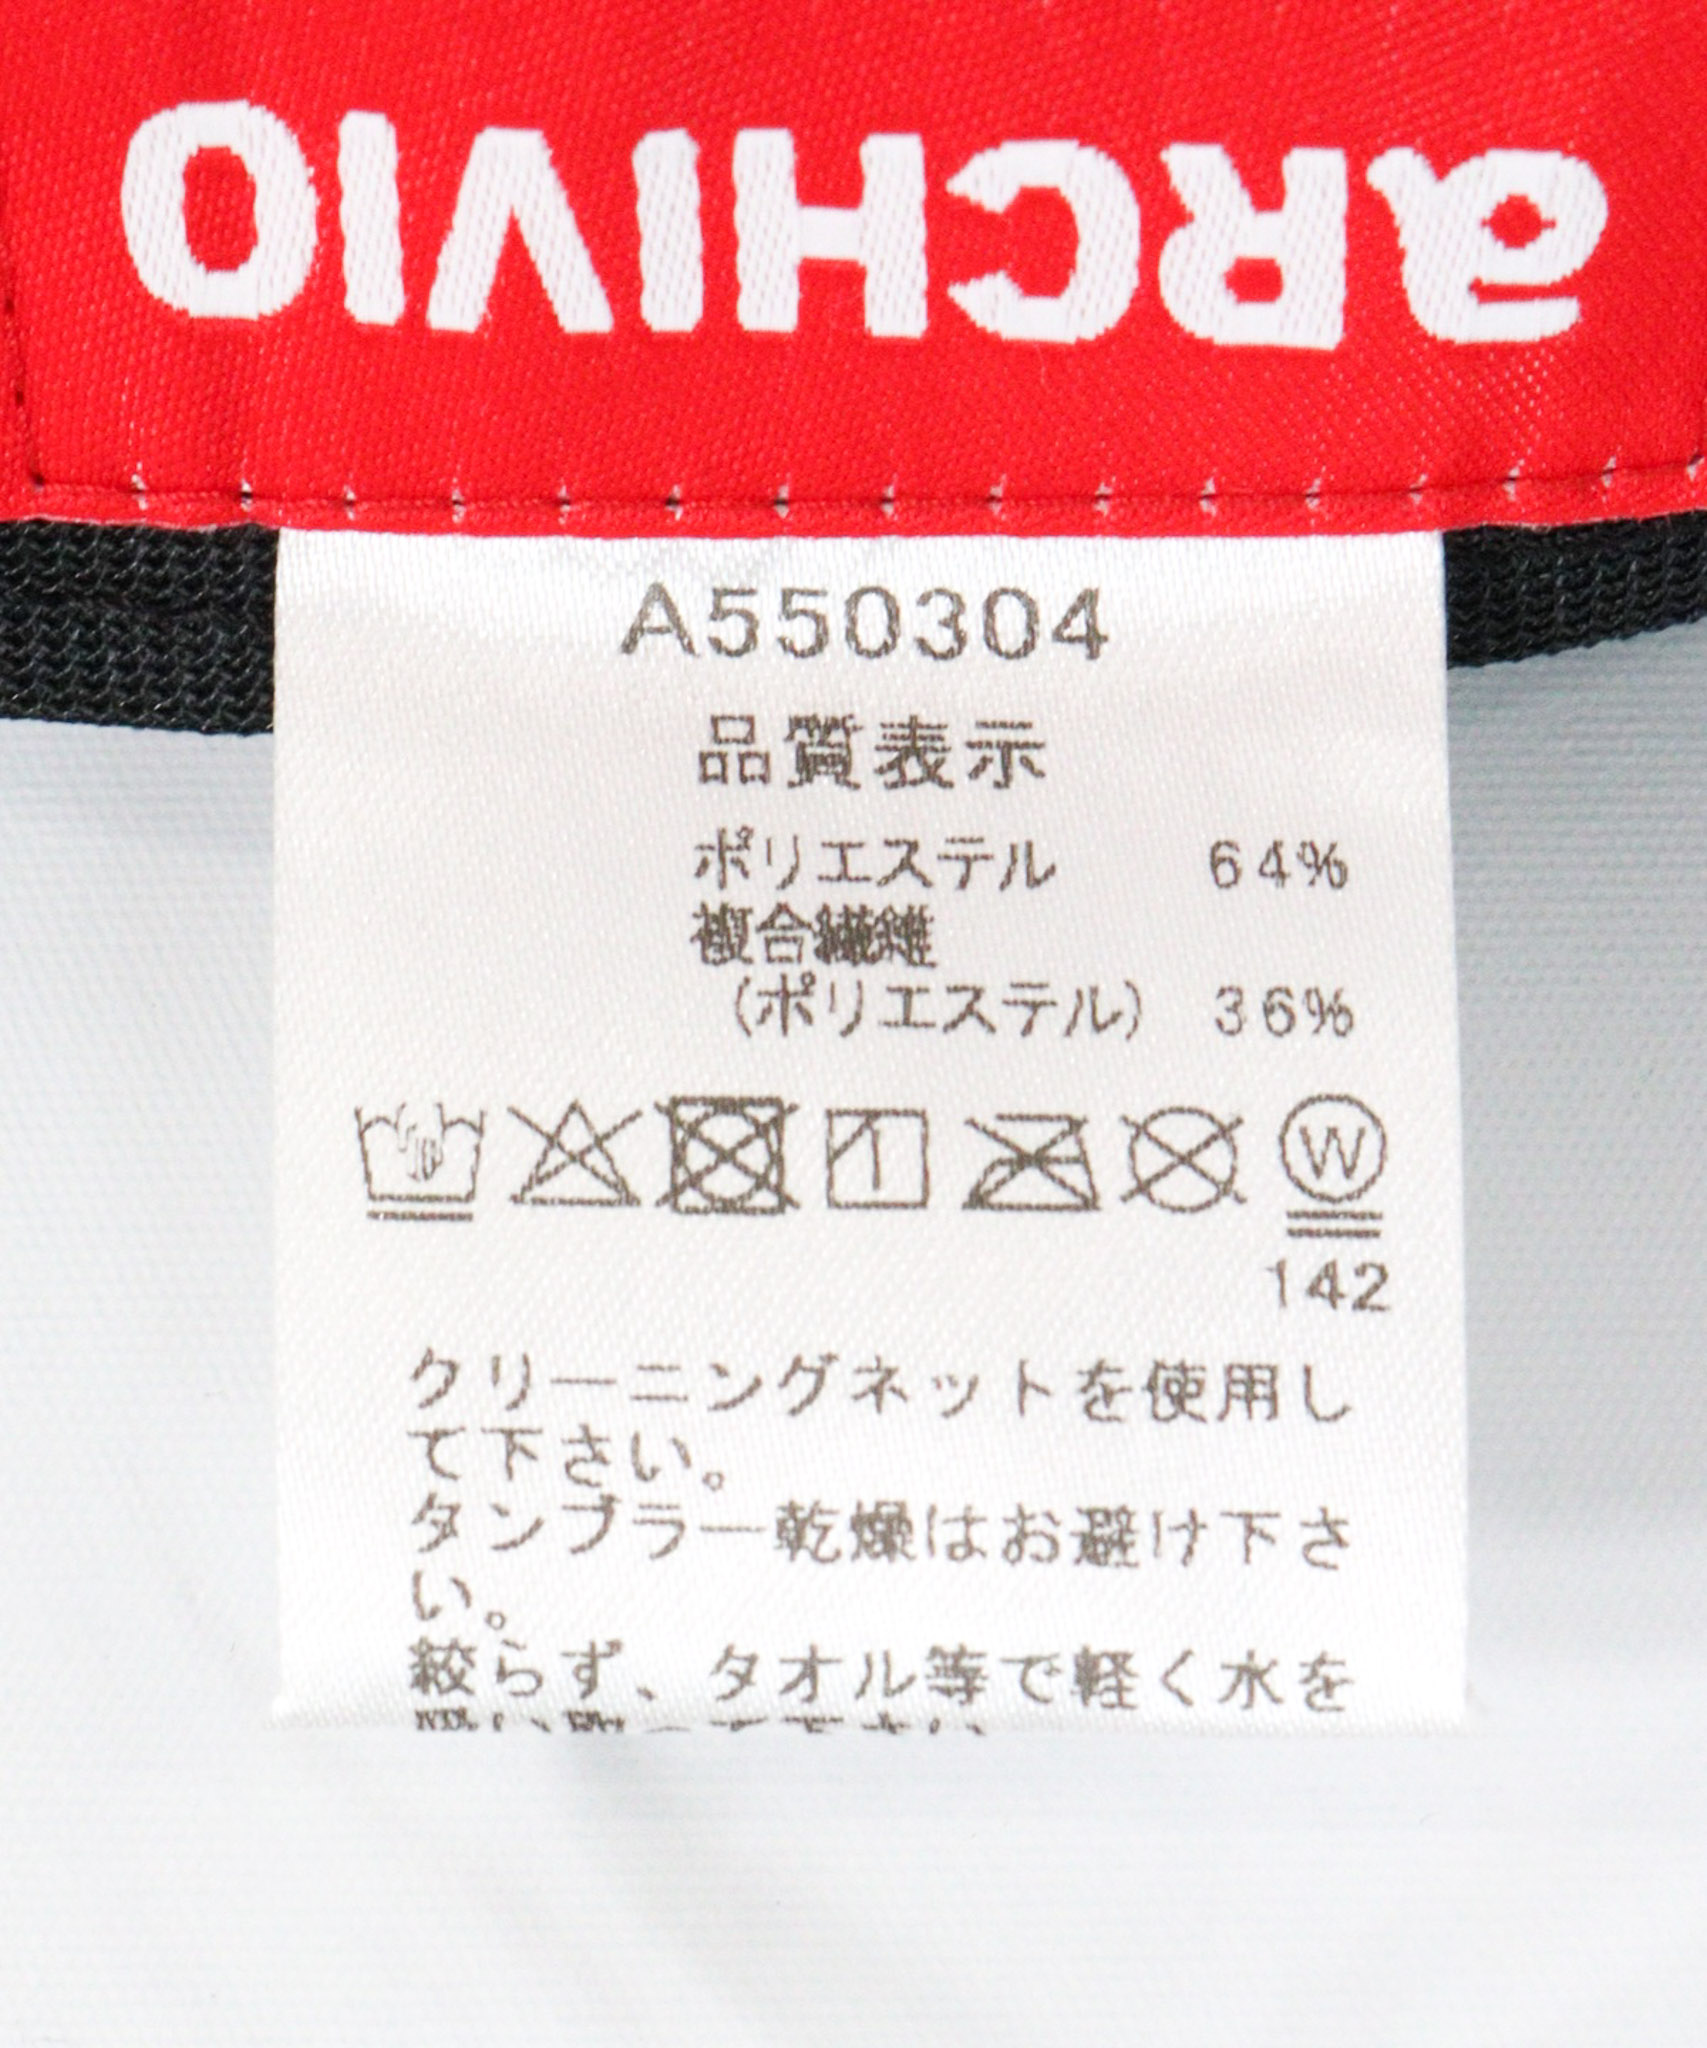 aRCHIVIO
A550304
品質表示
ポリエステル 64%
複合繊維
(ポリエステル) 36%
W
142
クリーニングネットを使用し
て下さい。
タンブラー乾燥はお避け下さ
い。
絞らず、タオル等で軽く水を